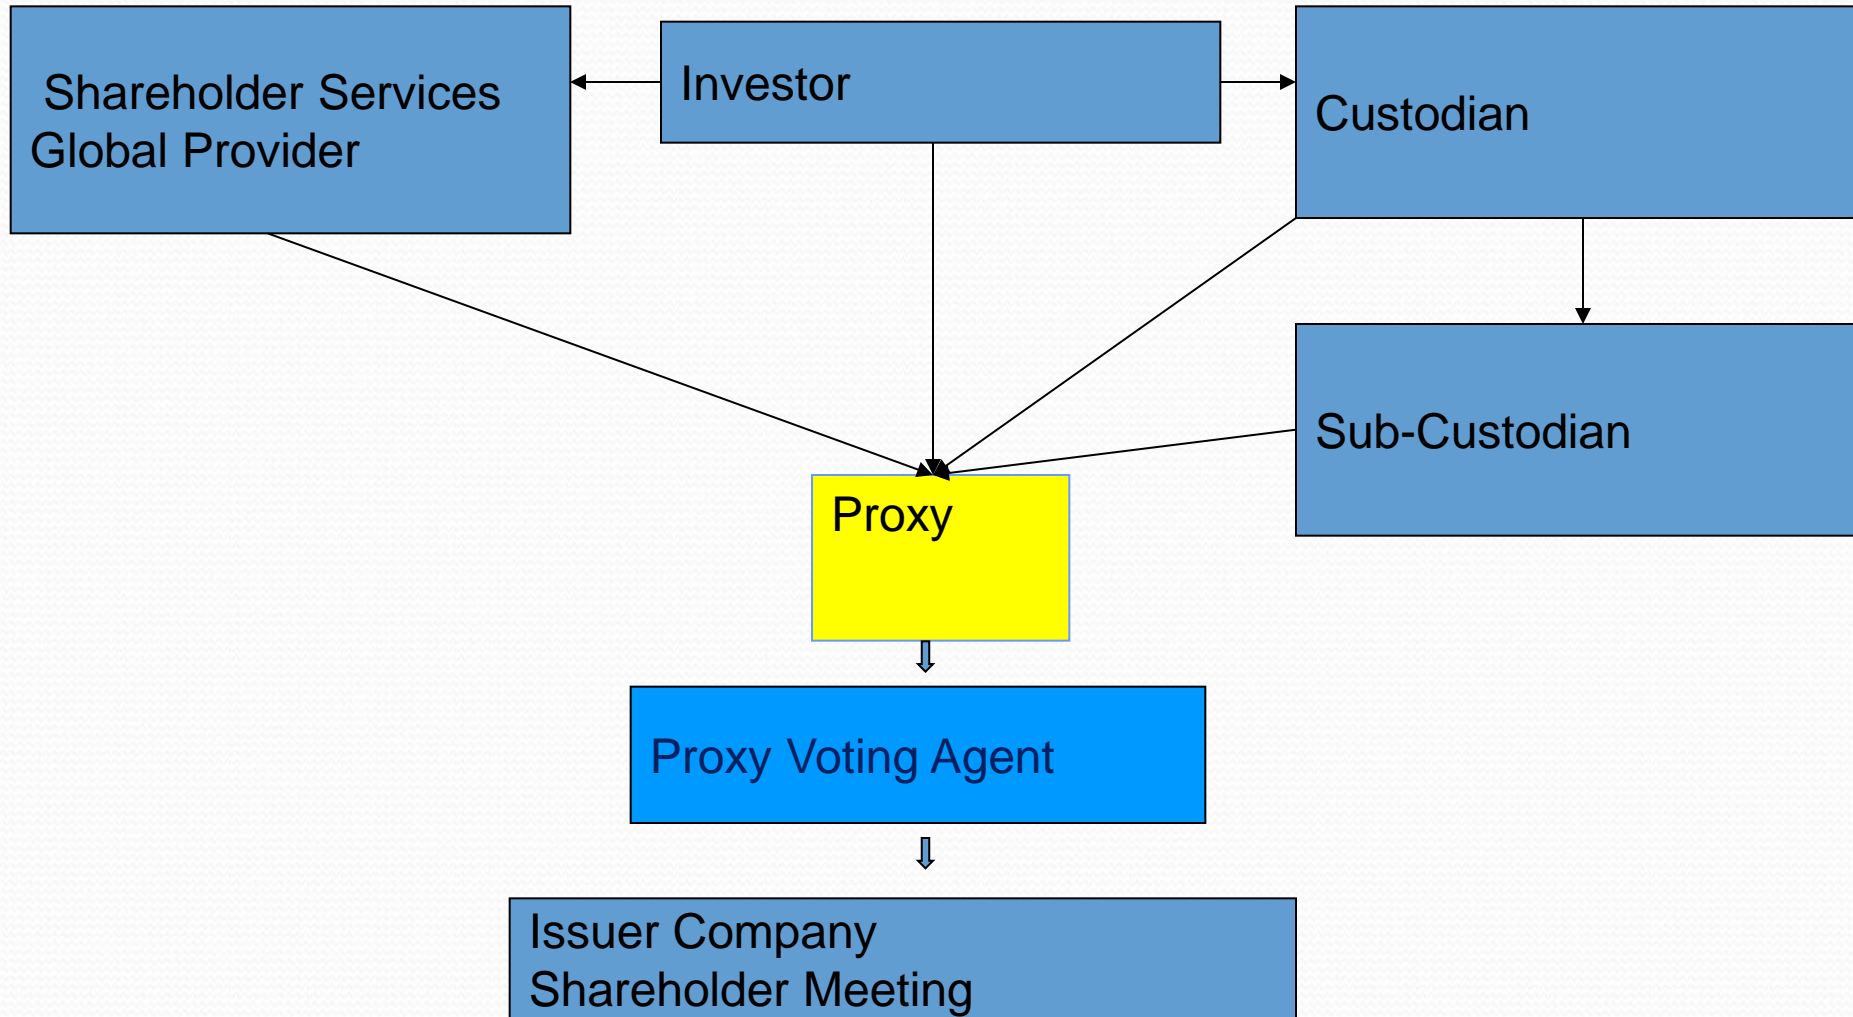 Shareholder Services
Global Provider
Investor
Custodian
Sub-Custodian
Proxy
Proxy Voting Agent
Issuer Company
Shareholder Meeting